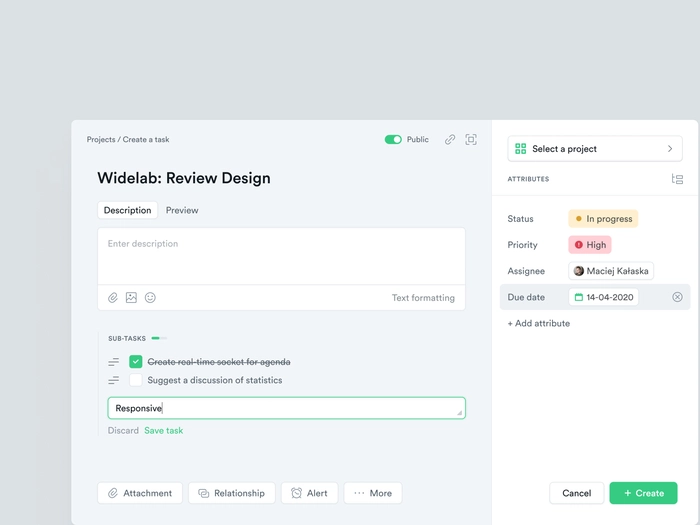 Projects / Create a task
Public
Widelab: Review Design
Description
Preview
Enter description
Text formatting
SUB-TASKS
Create real-time socket for agenda
Suggest a discussion of statistics
Responsive
Discard
Save task
Attachment
Relationship
Alert
More
Select a project
ATTRIBUTES
Status
In progress
Priority
High
Assignee
Maciej Kałaska
Due date
14-04-2020
+ Add attribute
Cancel
+ Create